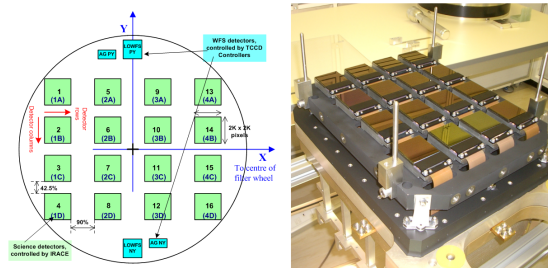 Y
WFS detectors,
controlled by TCCD
Controllers
LOWFS
PY
AG PY
1
(1A)
5
(2A)
9
(3A)
13
(4A)
Detector
rows
Detector columns
2
(1B)
6
(2B)
10
(3B)
14
(4B)
2K x 2K
pixels
X
To centre of
filter wheel
3
(1C)
7
(2C)
11
(3C)
15
(4C)
42.5%
4
(1D)
8
(2D)
12
(3D)
16
(4D)
90%
Science detectors,
controlled by IRACE
LOWFS
NY
AG NY